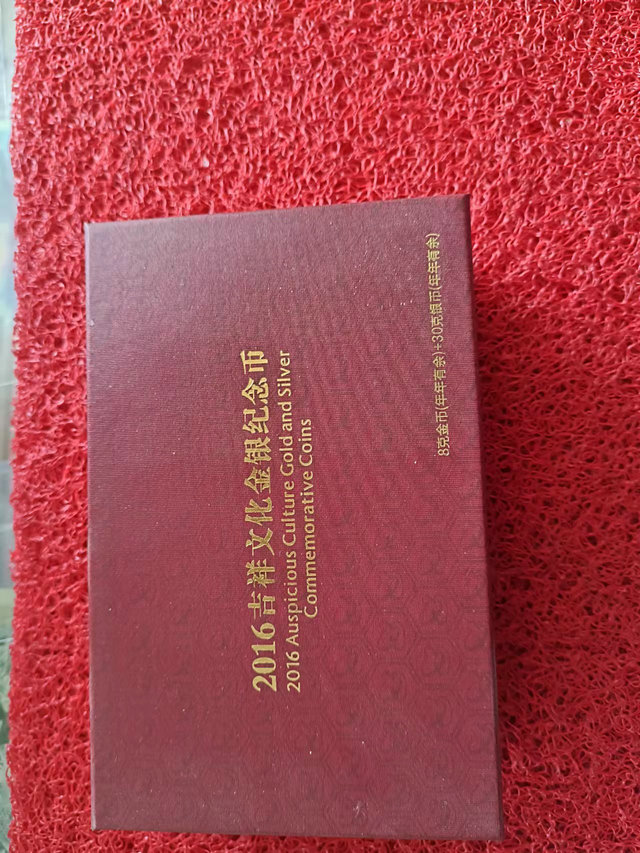 2016吉祥文化金银纪念币
2016 Auspicious Culture Gold and Silver
Commemorative Coins
8克金币(年年有余)+30克银币(年年有余)